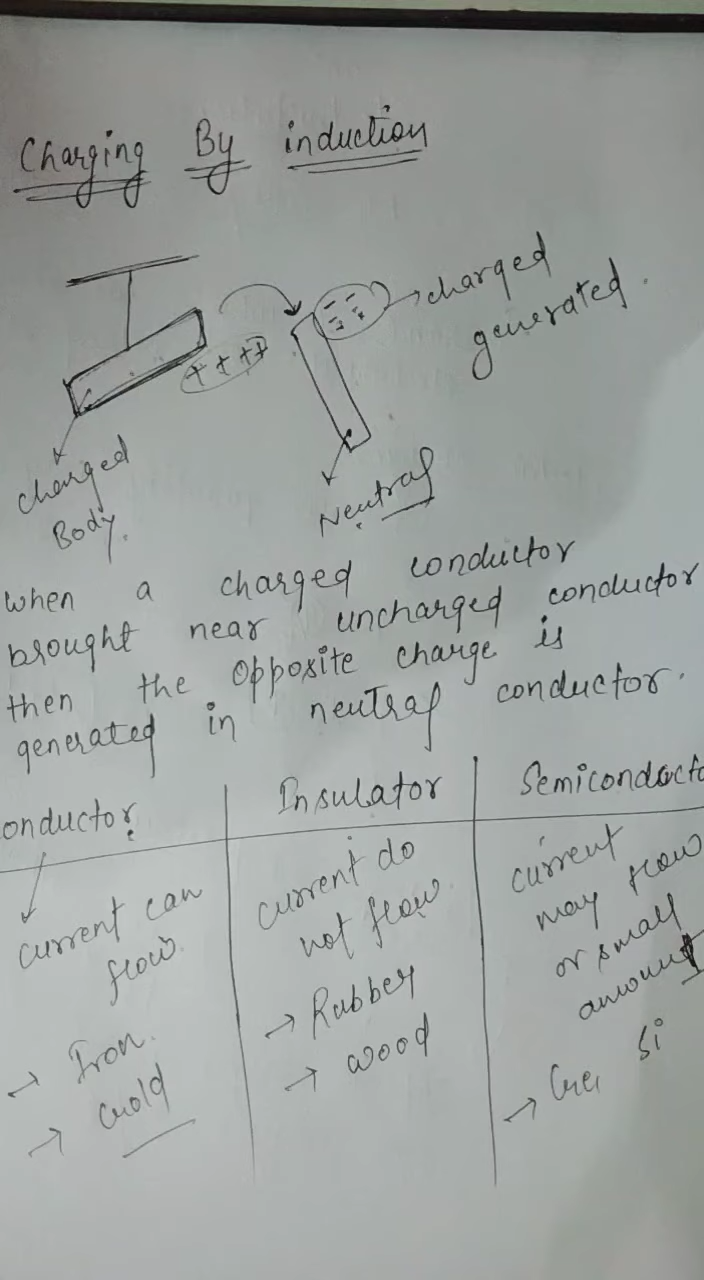 Charging By induction
+ + + +
- -
- -
→ charged
generated.
charged
Body.
Neutral
when a charged conductor
brought near uncharged conductor
then the opposite charge is
generated in neutral conductor.
onductor
current can
flow.
→ Iron.
→ Gold
Insulator
current do
not flow.
→ Rubber
→ wood
Semiconducto
current
may flow
or small
amount
→ Ge, Si